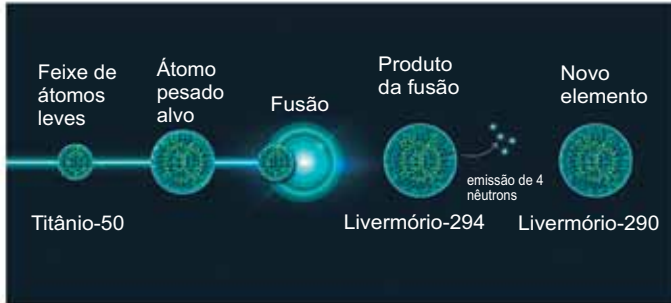 Feixe de
átomos
leves
Átomo
pesado
alvo
Fusão
Produto
da fusão
Novo
elemento
emissão de 4
nêutrons
Titânio-50
Livermório-294
Livermório-290